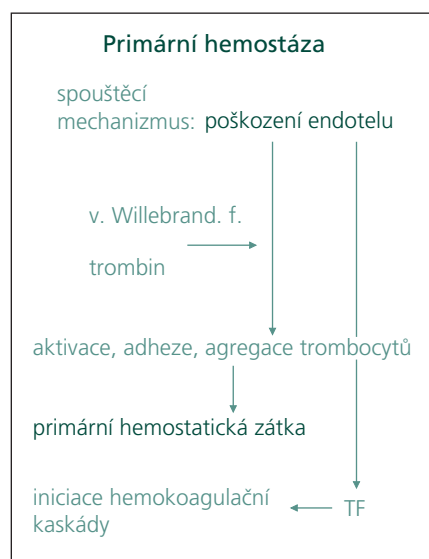 Primární hemostáza
spouštěcí
mechanizmus: poškození endotelu
v. Willebrand. f.
trombin
aktivace, adheze, agregace trombocytů
primární hemostatická zátka
iniciace hemokoagulační
kaskády
TF